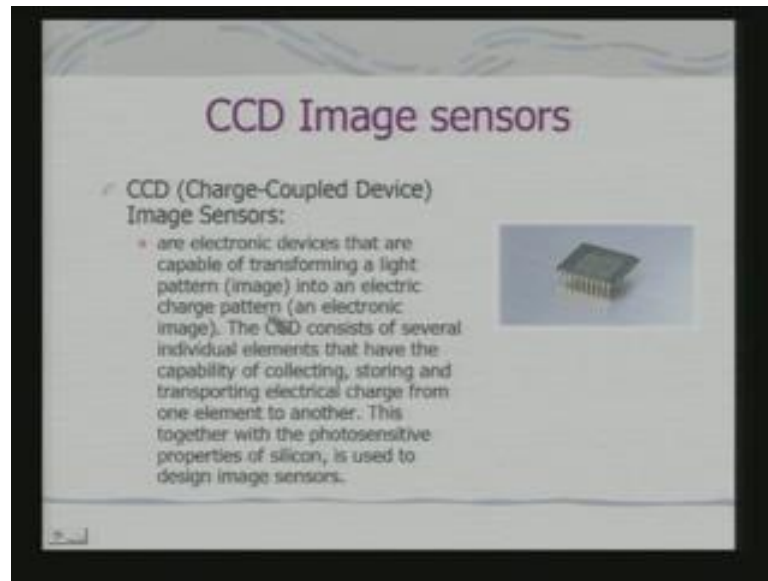 CCD Image sensors
CCD (Charge-Coupled Device)
Image Sensors:
are electronic devices that are
capable of transforming a light
pattern (image) into an electric
charge pattern (an electronic
image). The CCD consists of several
individual elements that have the
capability of collecting, storing and
transporting electrical charge from
one element to another. This
together with the photosensitive
properties of silicon, is used to
design image sensors.